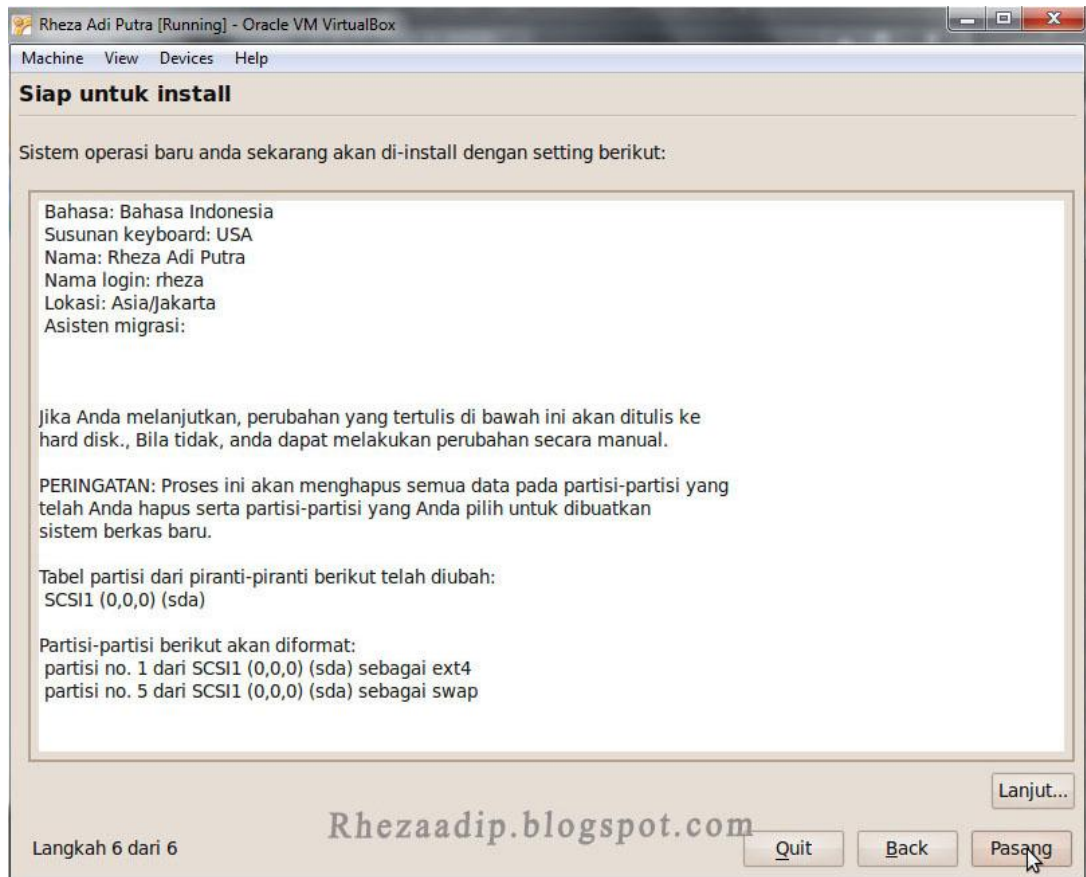 Rheza Adi Putra [Running] - Oracle VM VirtualBox
Machine View Devices Help
Siap untuk install
Sistem operasi baru anda sekarang akan di-install dengan setting berikut:
Bahasa: Bahasa Indonesia
Susunan keyboard: USA
Nama: Rheza Adi Putra
Nama login: rheza
Lokasi: Asia/Jakarta
Asisten migrasi:
Jika Anda melanjutkan, perubahan yang tertulis di bawah ini akan ditulis ke
hard disk., Bila tidak, anda dapat melakukan perubahan secara manual.
PERINGATAN: Proses ini akan menghapus semua data pada partisi-partisi yang
telah Anda hapus serta partisi-partisi yang Anda pilih untuk dibuatkan
sistem berkas baru.
Tabel partisi dari piranti-piranti berikut telah diubah:
SCSI1 (0,0,0) (sda)
Partisi-partisi berikut akan diformat:
partisi no. 1 dari SCSI1 (0,0,0) (sda) sebagai ext4
partisi no. 5 dari SCSI1 (0,0,0) (sda) sebagai swap
Lanjut...
Rhezaadip.blogspot.com
Langkah 6 dari 6
Quit Back Pasang